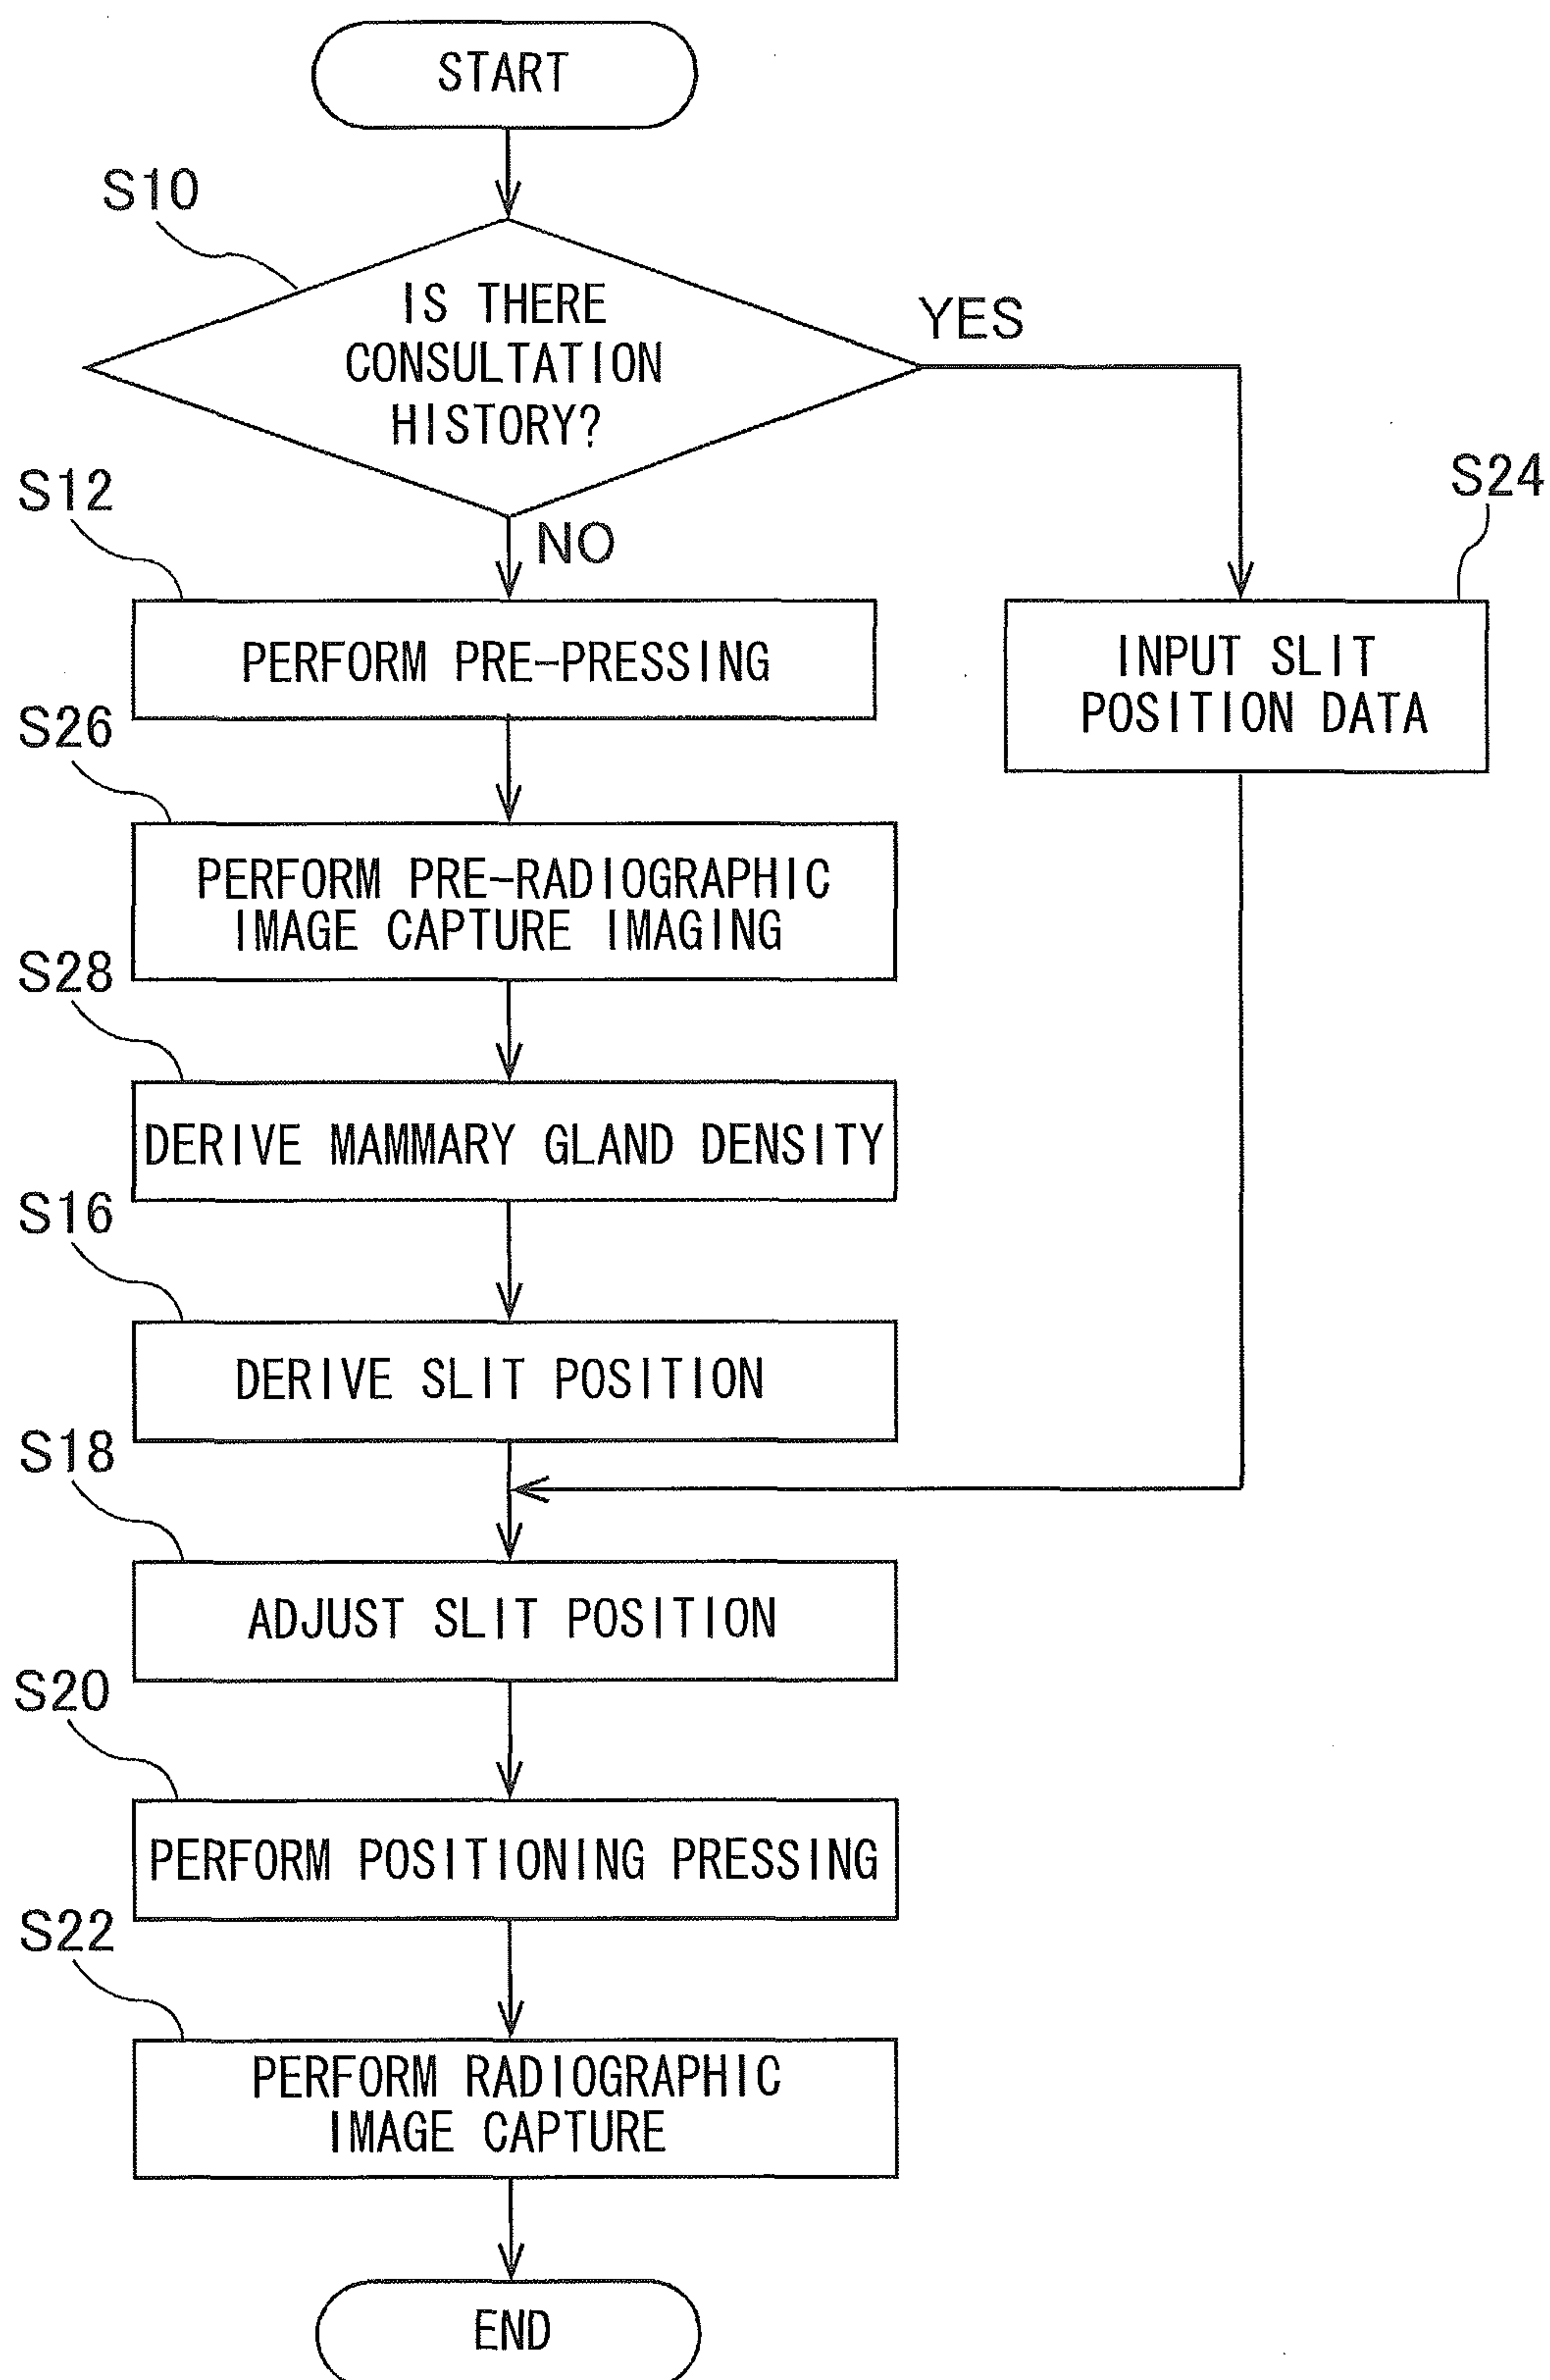 START
S10
IS THERE
CONSULTATION
HISTORY?
YES
NO
S12
PERFORM PRE-PRESSING
S24
INPUT SLIT
POSITION DATA
S26
PERFORM PRE-RADIOGRAPHIC
IMAGE CAPTURE IMAGING
S28
DERIVE MAMMARY GLAND DENSITY
S16
DERIVE SLIT POSITION
S18
ADJUST SLIT POSITION
S20
PERFORM POSITIONING PRESSING
S22
PERFORM RADIOGRAPHIC
IMAGE CAPTURE
END